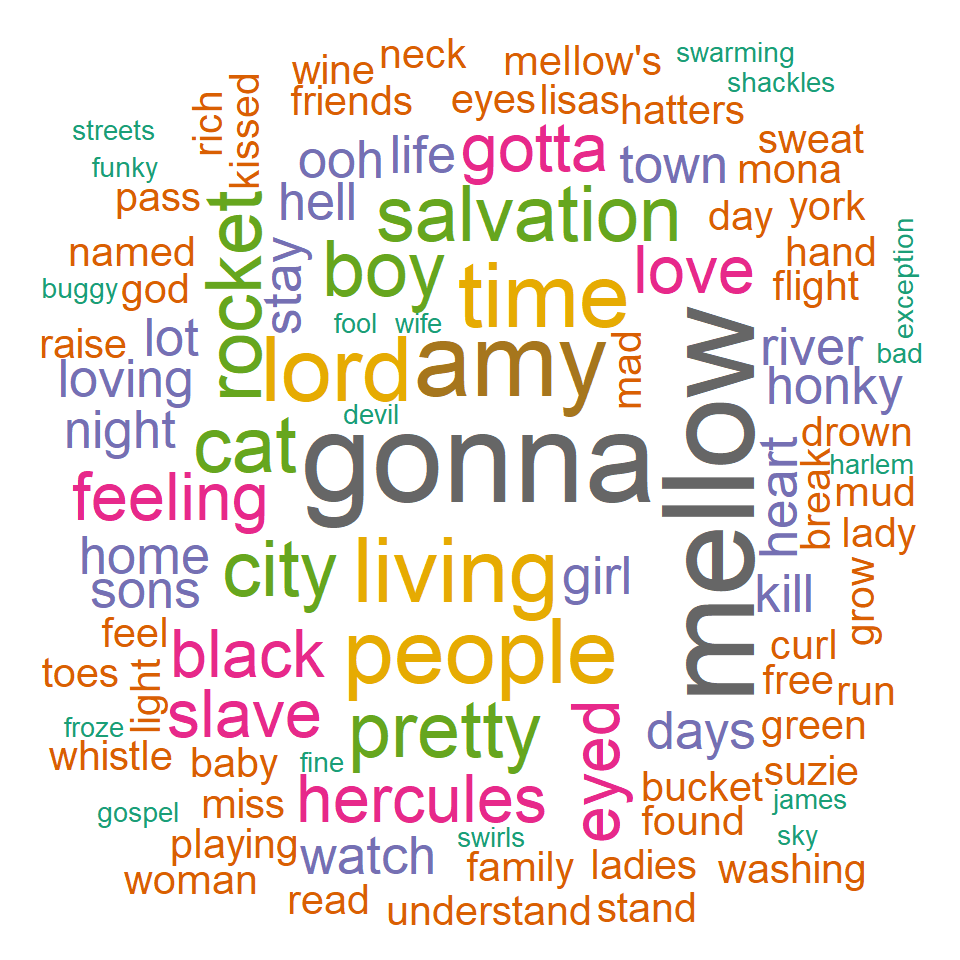 swarming
neck
mellow's
wine
shackles
friends
eyes
lisas
hatters
rich
kissed
streets
funky
ooh
life
gotta
town
sweat
mona
pass
hell
salvation
day
york
named
rocket
stay
boy
time
love
hand
flight
exception
buggy
god
fool
wife
raise
lot
lord
amy
mad
mellow
river
bad
loving
honky
devil
night
cat
gonna
heart
break
drown
harlem
feeling
mud
lady
home
city
living
girl
sons
kill
grow
feel
black
people
curl
toes
light
free
run
slave
froze
pretty
eyed
days
green
whistle
baby
fine
suzie
bucket
hercules
james
gospel
miss
found
sky
playing
watch
swirls
woman
family
ladies
washing
read
understand
stand